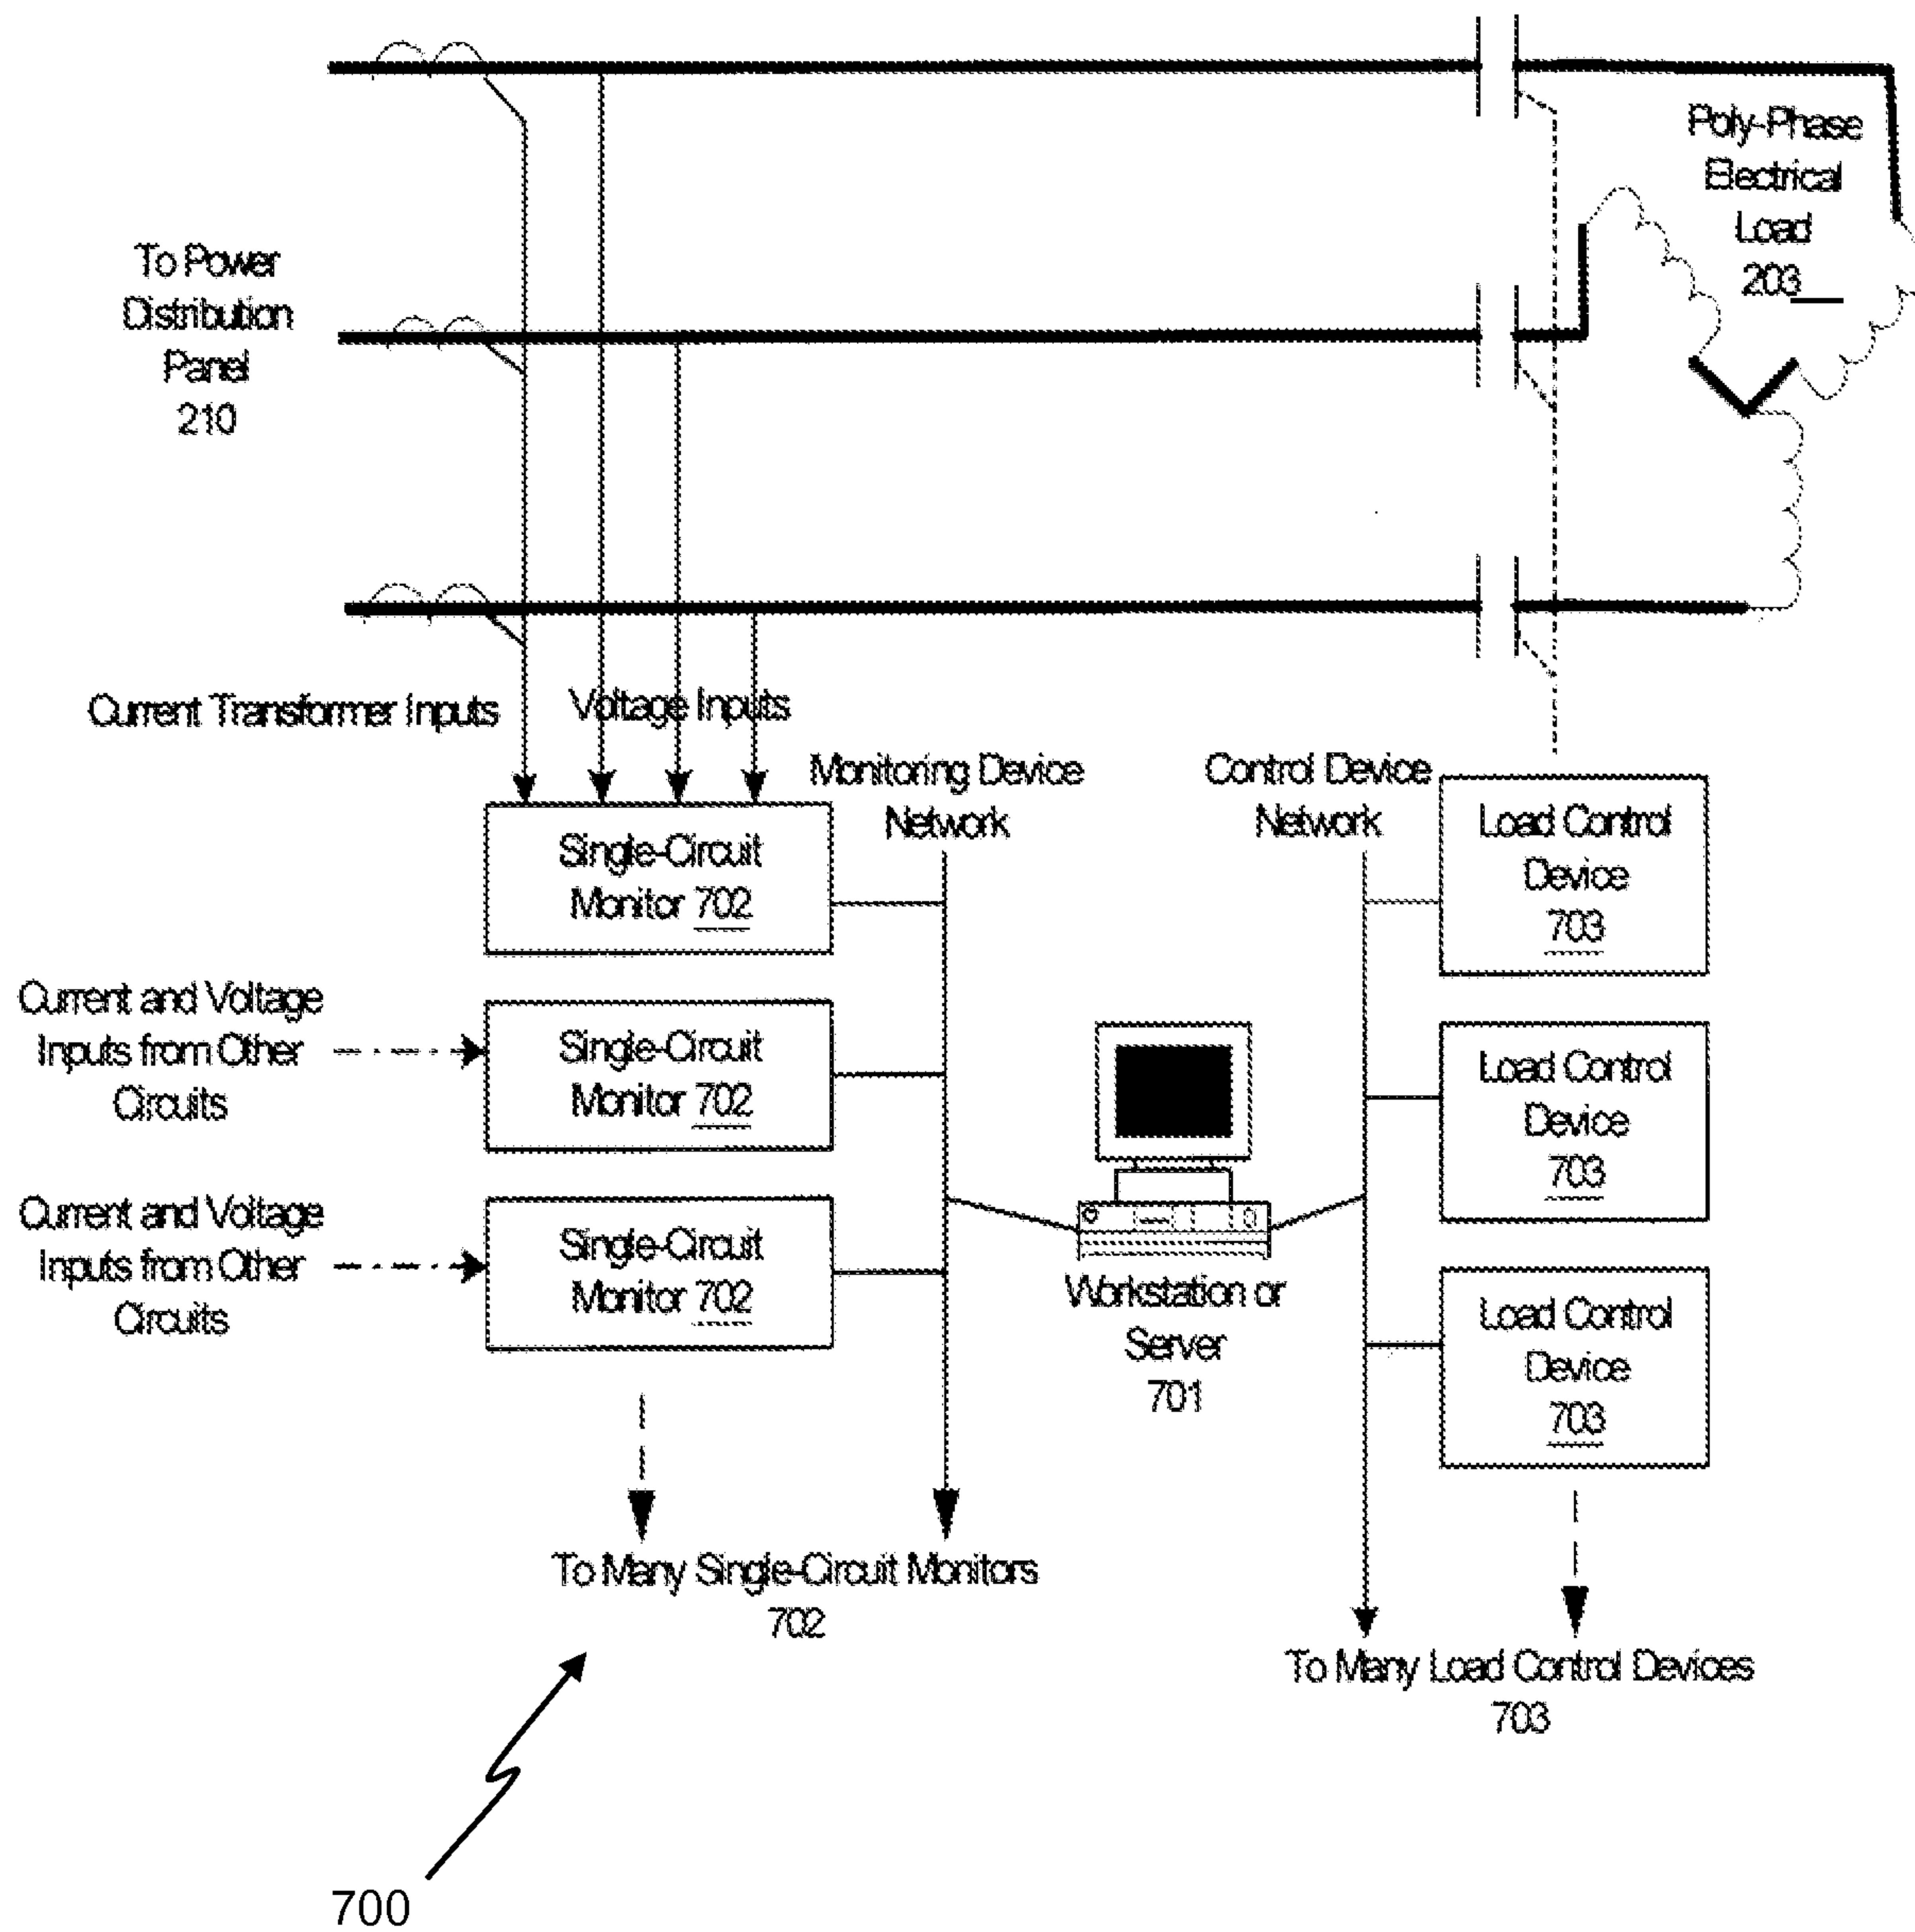 Poly-Phase
Electrical
Load
203
To Power
Distribution
Panel
210
Current Transformer Inputs
Voltage Inputs
Monitoring Device
Network
Control Device
Network
Single-Circuit
Monitor 702
Load Control
Device
703
Current and Voltage
Inputs from Other
Circuits
Single-Circuit
Monitor 702
Load Control
Device
703
Current and Voltage
Inputs from Other
Circuits
Single-Circuit
Monitor 702
Workstation or
Server
701
Load Control
Device
703
To Many Single-Circuit Monitors
702
To Many Load Control Devices
703
700